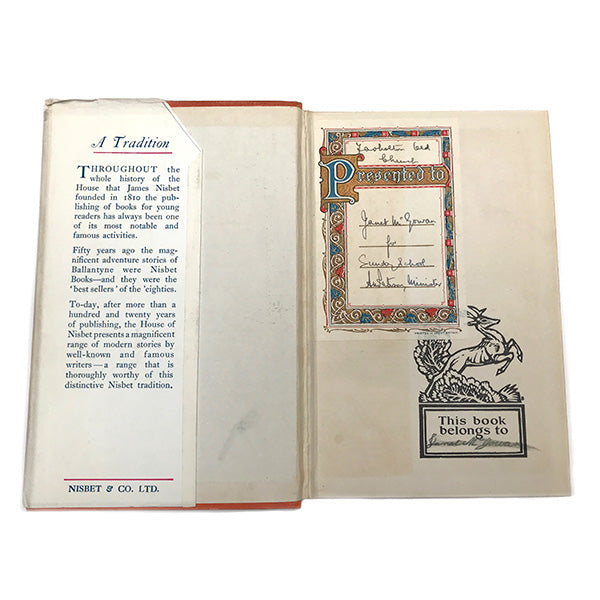 A Tradition
THROUGHOUT the
whole history of the
House that James Nisbet
founded in 1810 the pub-
lishing of books for young
readers has always been one
of its most notable and
famous activities.
Fifty years ago the mag-
nificent adventure stories of
Ballantyne were Nisbet
Books—and they were the
'best sellers' of the 'eighties.
To-day, after more than a
hundred and twenty years
of publishing, the House of
Nisbet presents a magnificent
range of modern stories by
well-known and famous
writers—a range that is
thoroughly worthy of this
distinctive Nisbet tradition.
NISBET & CO. LTD.
Old
Church
Presented to
Janet McGowan
for
Sunday School
Minister
This book
belongs to
Janet McGowan